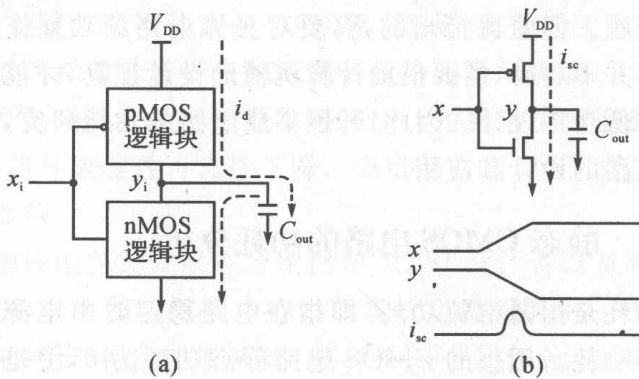 V_DD
pMOS
逻辑块
i_d
x_i
y_i
nMOS
逻辑块
C_out
(a)
V_DD
i_sc
x
y
C_out
x
y
i_sc
(b)